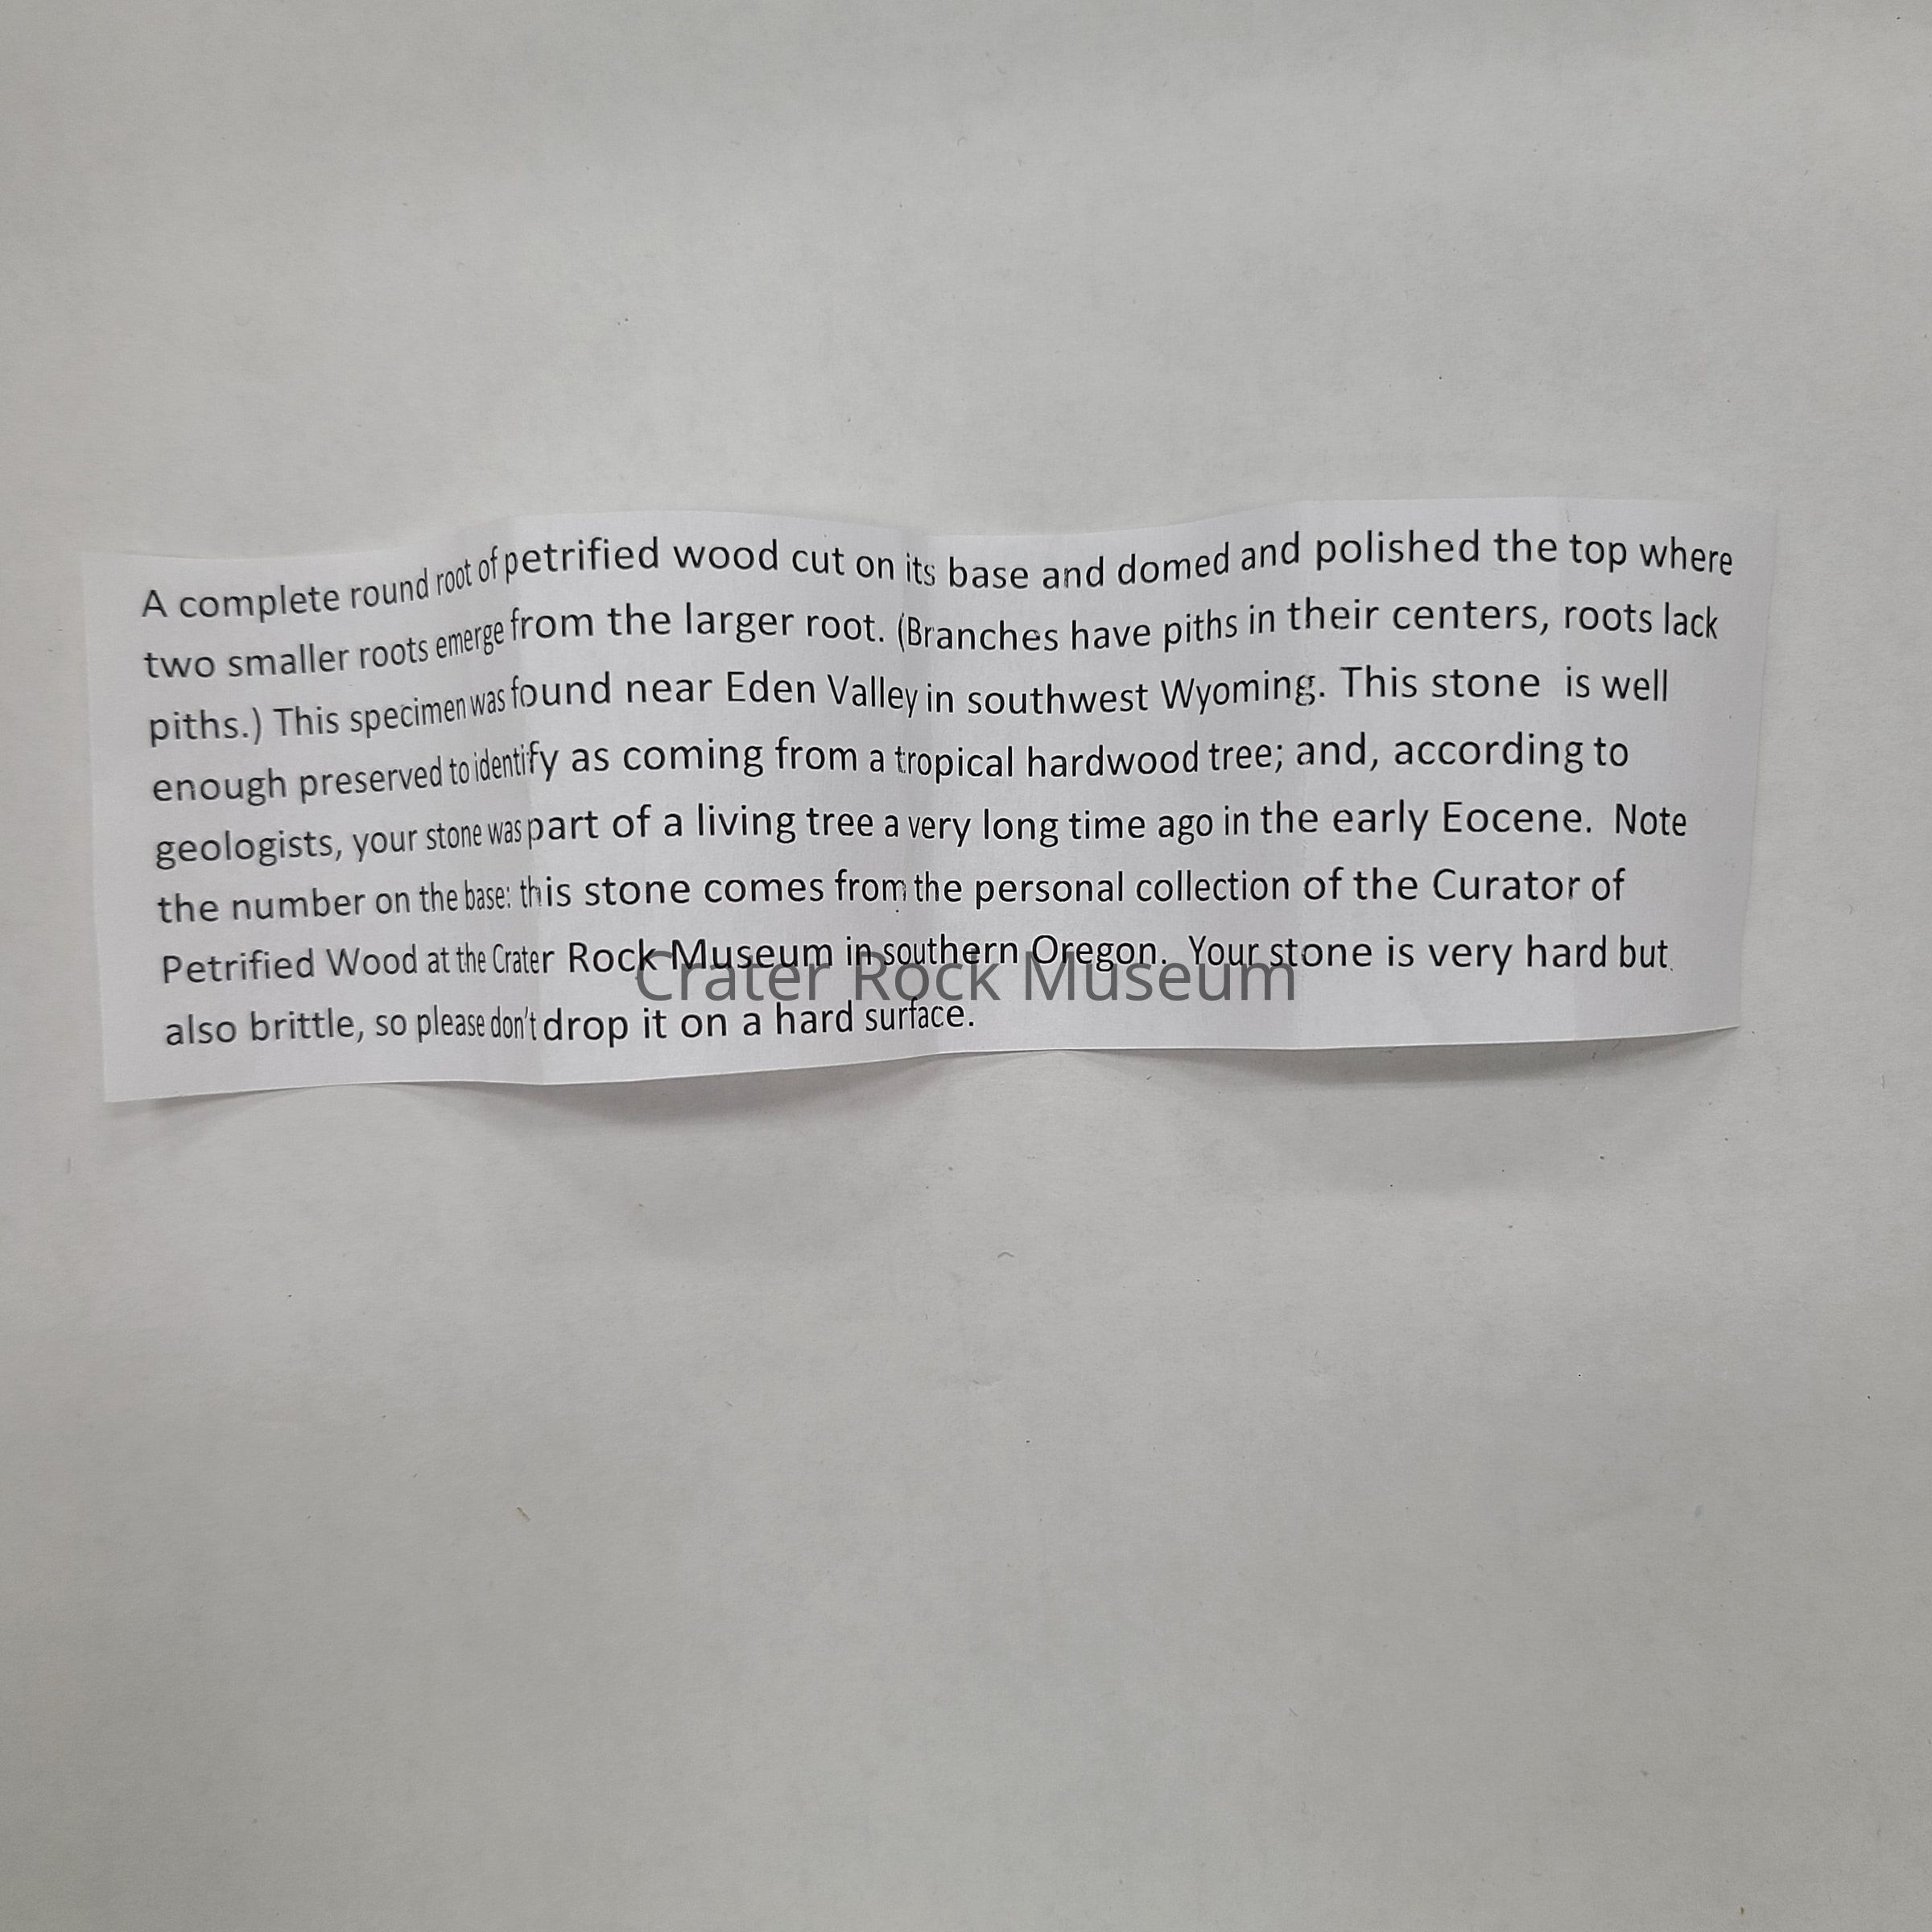 A complete round root of petrified wood cut on its base and domed and polished the top where
two smaller roots emerge from the larger root. (Branches have piths in their centers, roots lack
piths.) This specimen was found near Eden Valley in southwest Wyoming. This stone is well
enough preserved to identify as coming from a tropical hardwood tree; and, according to
geologists, your stone was part of a living tree a very long time ago in the early Eocene. Note
the number on the base: this stone comes from the personal collection of the Curator of
Petrified Wood at the Crater Rock Museum in southern Oregon. Your stone is very hard but
also brittle, so please don't drop it on a hard surface.
Crater Rock Museum